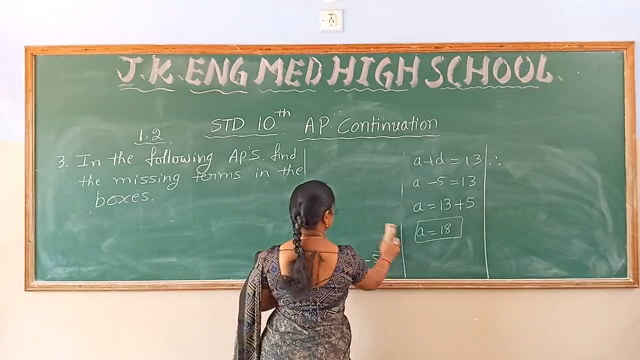 J.K. ENG MED HIGH SCHOOL
STD 10th A.P. Continuation
1.2
3. In the following AP's, find
the missing terms in the
boxes.
a+d = 13
a - 5 = 13
a = 13+5
a = 18
∴